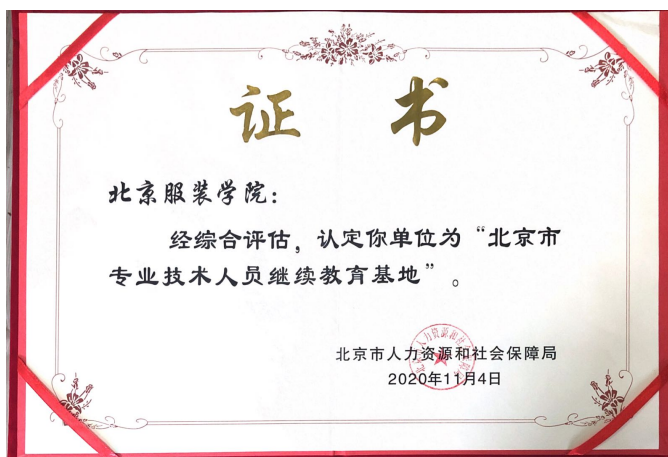 证 书
北京服装学院：
经综合评估，认定你单位为“北京市
专业技术人员继续教育基地”。
北京市人力资源和社会保障局
2020年11月4日